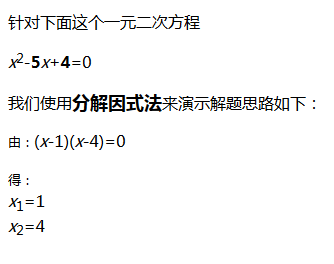 针对下面这个一元二次方程
x²-5x+4=0
我们使用分解因式法来演示解题思路如下：
由：(x-1)(x-4)=0
得：
x₁=1
x₂=4